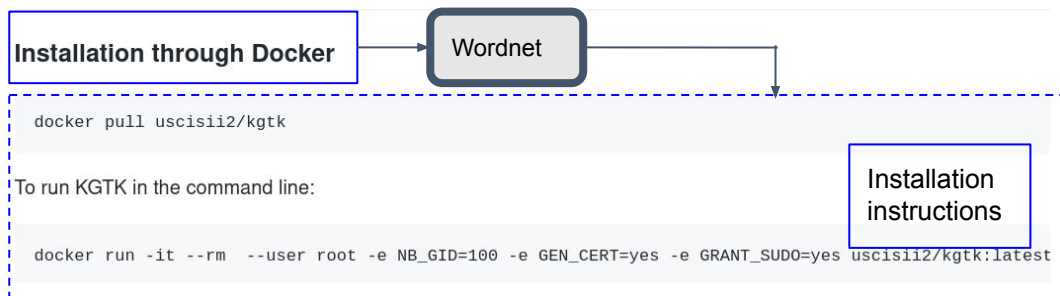 Installation through Docker
Wordnet
docker pull uscisii2/kgtk
To run KGTK in the command line:
Installation
instructions
docker run -it --rm  --user root -e NB_GID=100 -e GEN_CERT=yes -e GRANT_SUDO=yes uscisii2/kgtk:latest